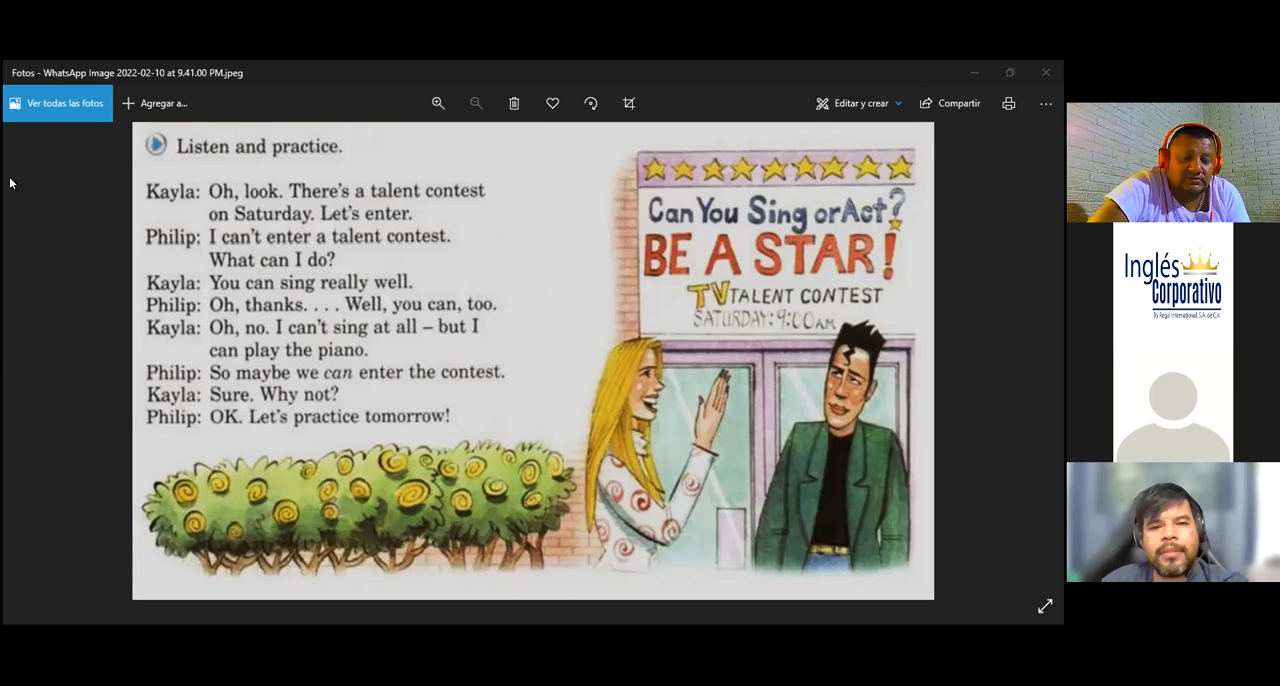 Fotos - WhatsApp Image 2022-02-10 at 9.41.00 PM.jpeg
Ver todas las fotos
Agregar a...
Editar y crear
Compartir
Listen and practice.
Kayla: Oh, look. There's a talent contest
on Saturday. Let's enter.
Philip: I can't enter a talent contest.
What can I do?
Kayla: You can sing really well.
Philip: Oh, thanks. . . . Well, you can, too.
Kayla: Oh, no. I can't sing at all – but I
can play the piano.
Philip: So maybe we can enter the contest.
Kayla: Sure. Why not?
Philip: OK. Let's practice tomorrow!
Can You Sing or Act?
BE A STAR!
TV TALENT CONTEST
SATURDAY: 9:00 A.M.
Inglés
Corporativo
By Regal International, S.A. de C.V.